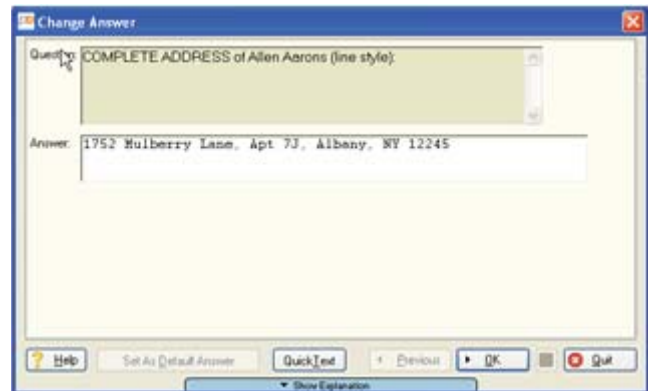 Change Answer
Question: COMPLETE ADDRESS of Allen Aarons (line style):
Answer: 1752 Mulberry Lane, Apt 7J, Albany, NY 12245
Help Set As Default Answer QuickText Previous OK Quit
Show Explanation